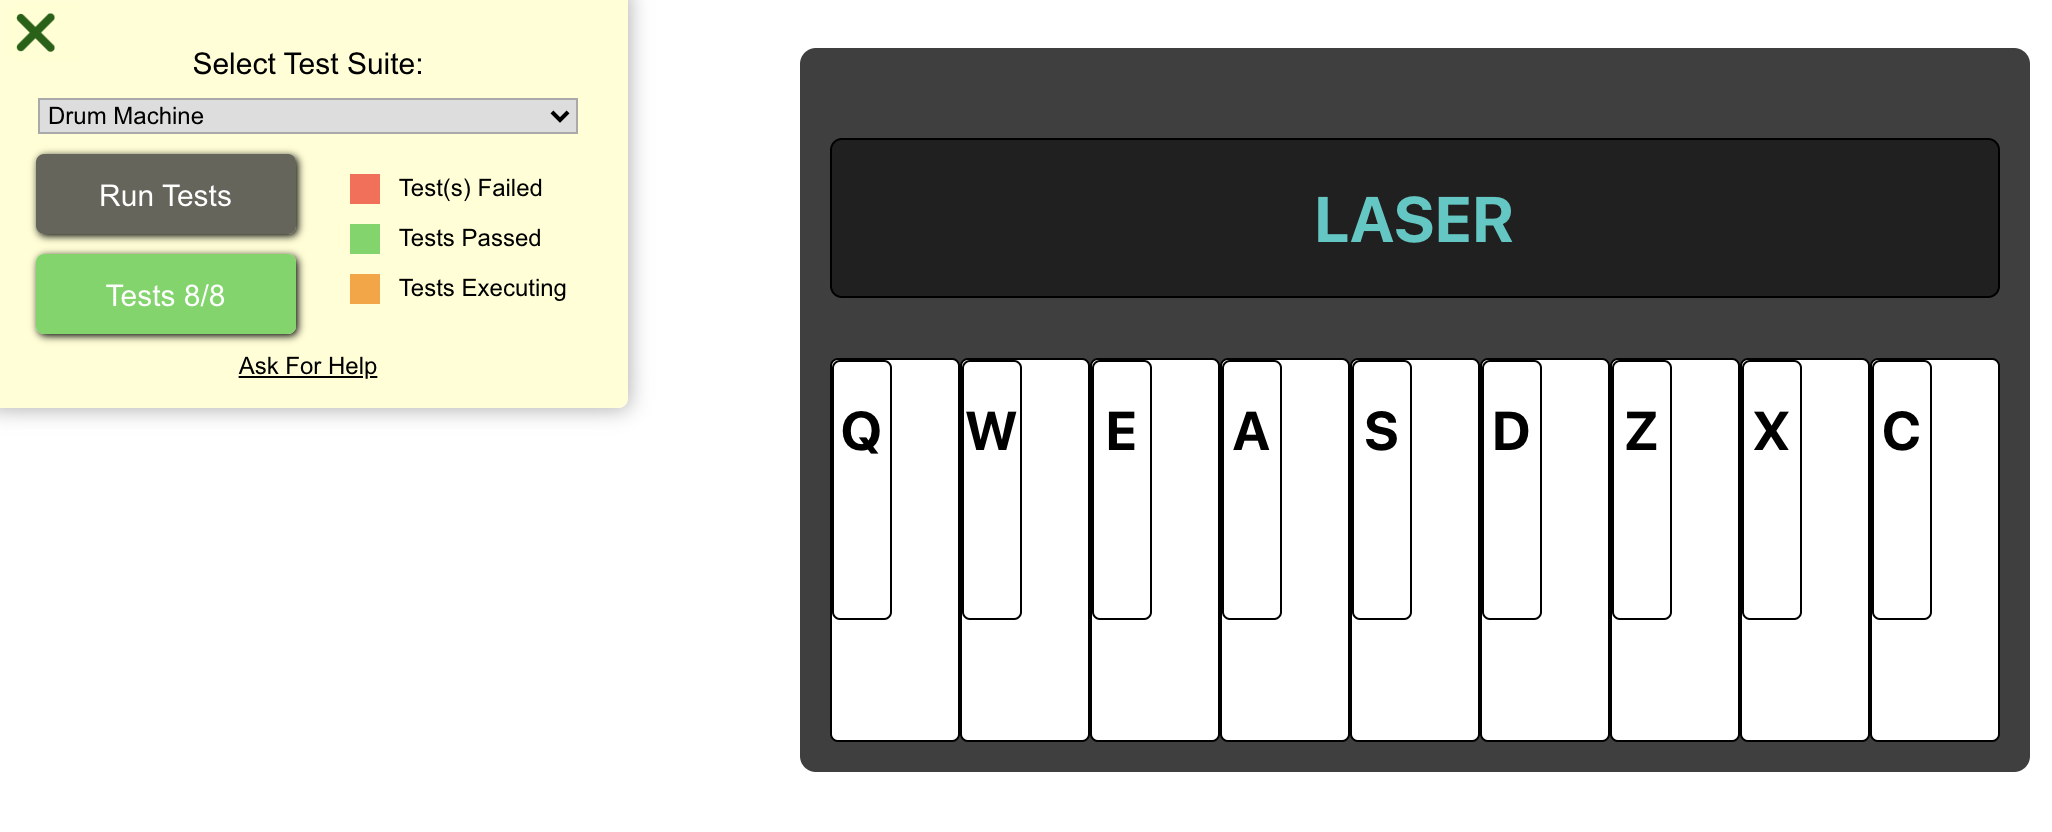 Select Test Suite:
Drum Machine
Run Tests
Tests 8/8
Test(s) Failed
Tests Passed
Tests Executing
Ask For Help
LASER
Q W E A S D Z X C